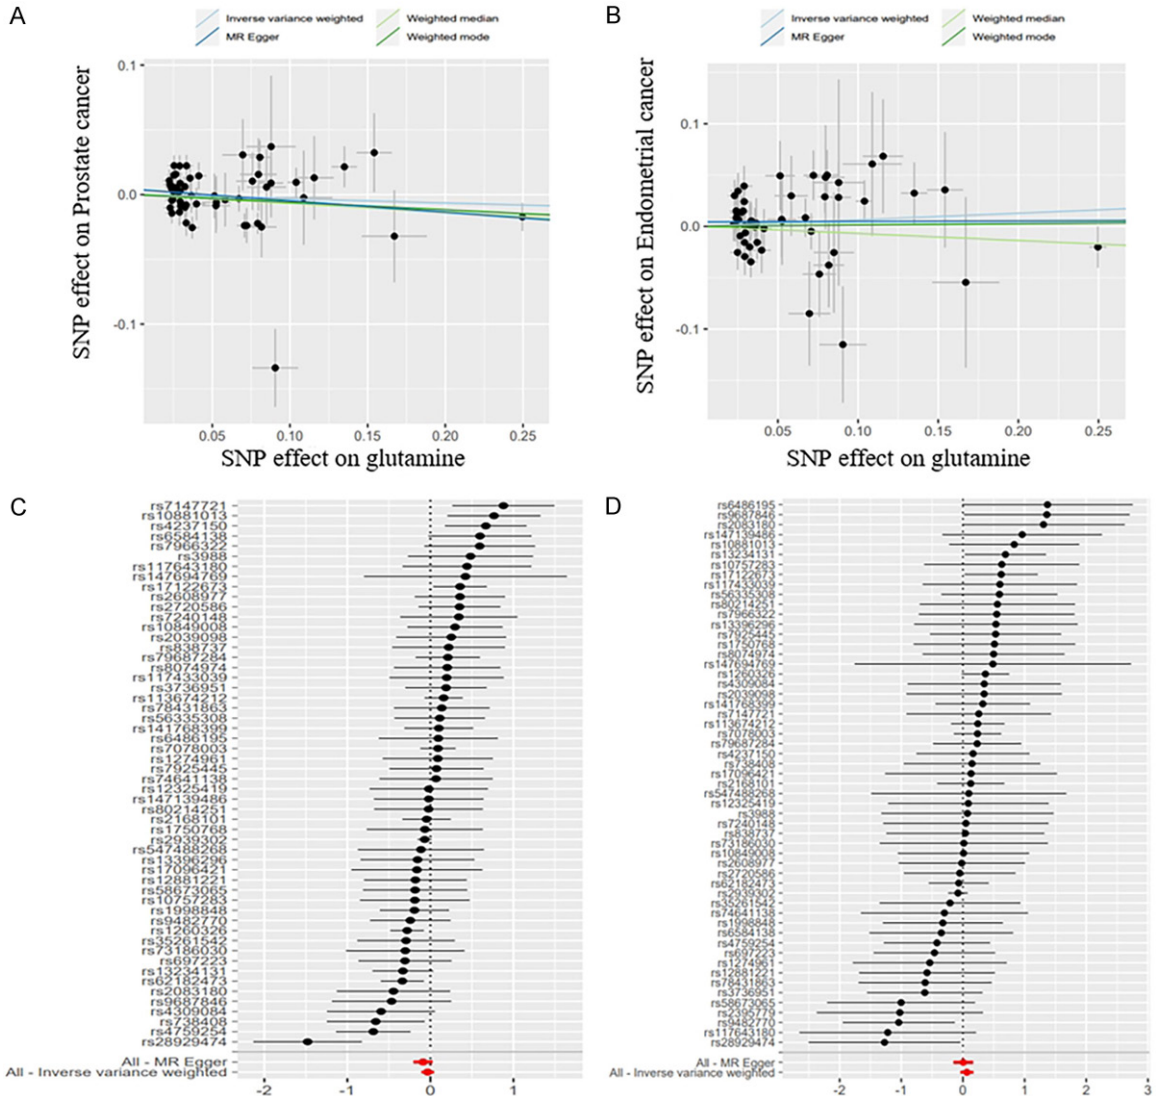 A
Inverse variance weighted
Weighted median
MR Egger
Weighted mode
SNP effect on Prostate cancer
0.1
0.0
-0.1
0.05
0.10
0.15
0.20
0.25
SNP effect on glutamine
B
Inverse variance weighted
Weighted median
MR Egger
Weighted mode
SNP effect on Endometrial cancer
0.1
0.0
-0.1
0.05
0.10
0.15
0.20
0.25
SNP effect on glutamine
C
rs7147721
rs10881013
rs4237150
rs6584138
rs7966322
rs3988
rs117643180
rs147694769
rs17122673
rs2608977
rs2720586
rs7240148
rs10849008
rs2039098
rs838737
rs79687284
rs8074974
rs117433039
rs3736951
rs113674212
rs78431863
rs56335308
rs141768399
rs6486195
rs7078003
rs1274961
rs7925445
rs74641138
rs12325419
rs147139486
rs80214251
rs2168101
rs1750768
rs2939302
rs547488268
rs13396296
rs17096421
rs12881221
rs58673065
rs10757283
rs1998848
rs9482770
rs1260326
rs35261542
rs73186030
rs697223
rs13234131
rs62182473
rs2083180
rs9687846
rs4309084
rs738408
rs4759254
rs28929474
All - MR Egger
All - Inverse variance weighted
-2
-1
0
1
D
rs6486195
rs9687846
rs2083180
rs147139486
rs10881013
rs13234131
rs10757283
rs17122673
rs117433039
rs56335308
rs80214251
rs7966322
rs13396296
rs7925445
rs1750768
rs8074974
rs147694769
rs1260326
rs4309084
rs2039098
rs141768399
rs7147721
rs113674212
rs7078003
rs79687284
rs4237150
rs738408
rs17096421
rs2168101
rs547488268
rs12325419
rs3988
rs7240148
rs838737
rs73186030
rs10849008
rs2608977
rs2720586
rs62182473
rs2939302
rs35261542
rs74641138
rs1998848
rs6584138
rs4759254
rs697223
rs1274961
rs12881221
rs78431863
rs3736951
rs58673065
rs2395779
rs9482770
rs117643180
rs28929474
All - MR Egger
All - Inverse variance weighted
-2
-1
0
1
2
3